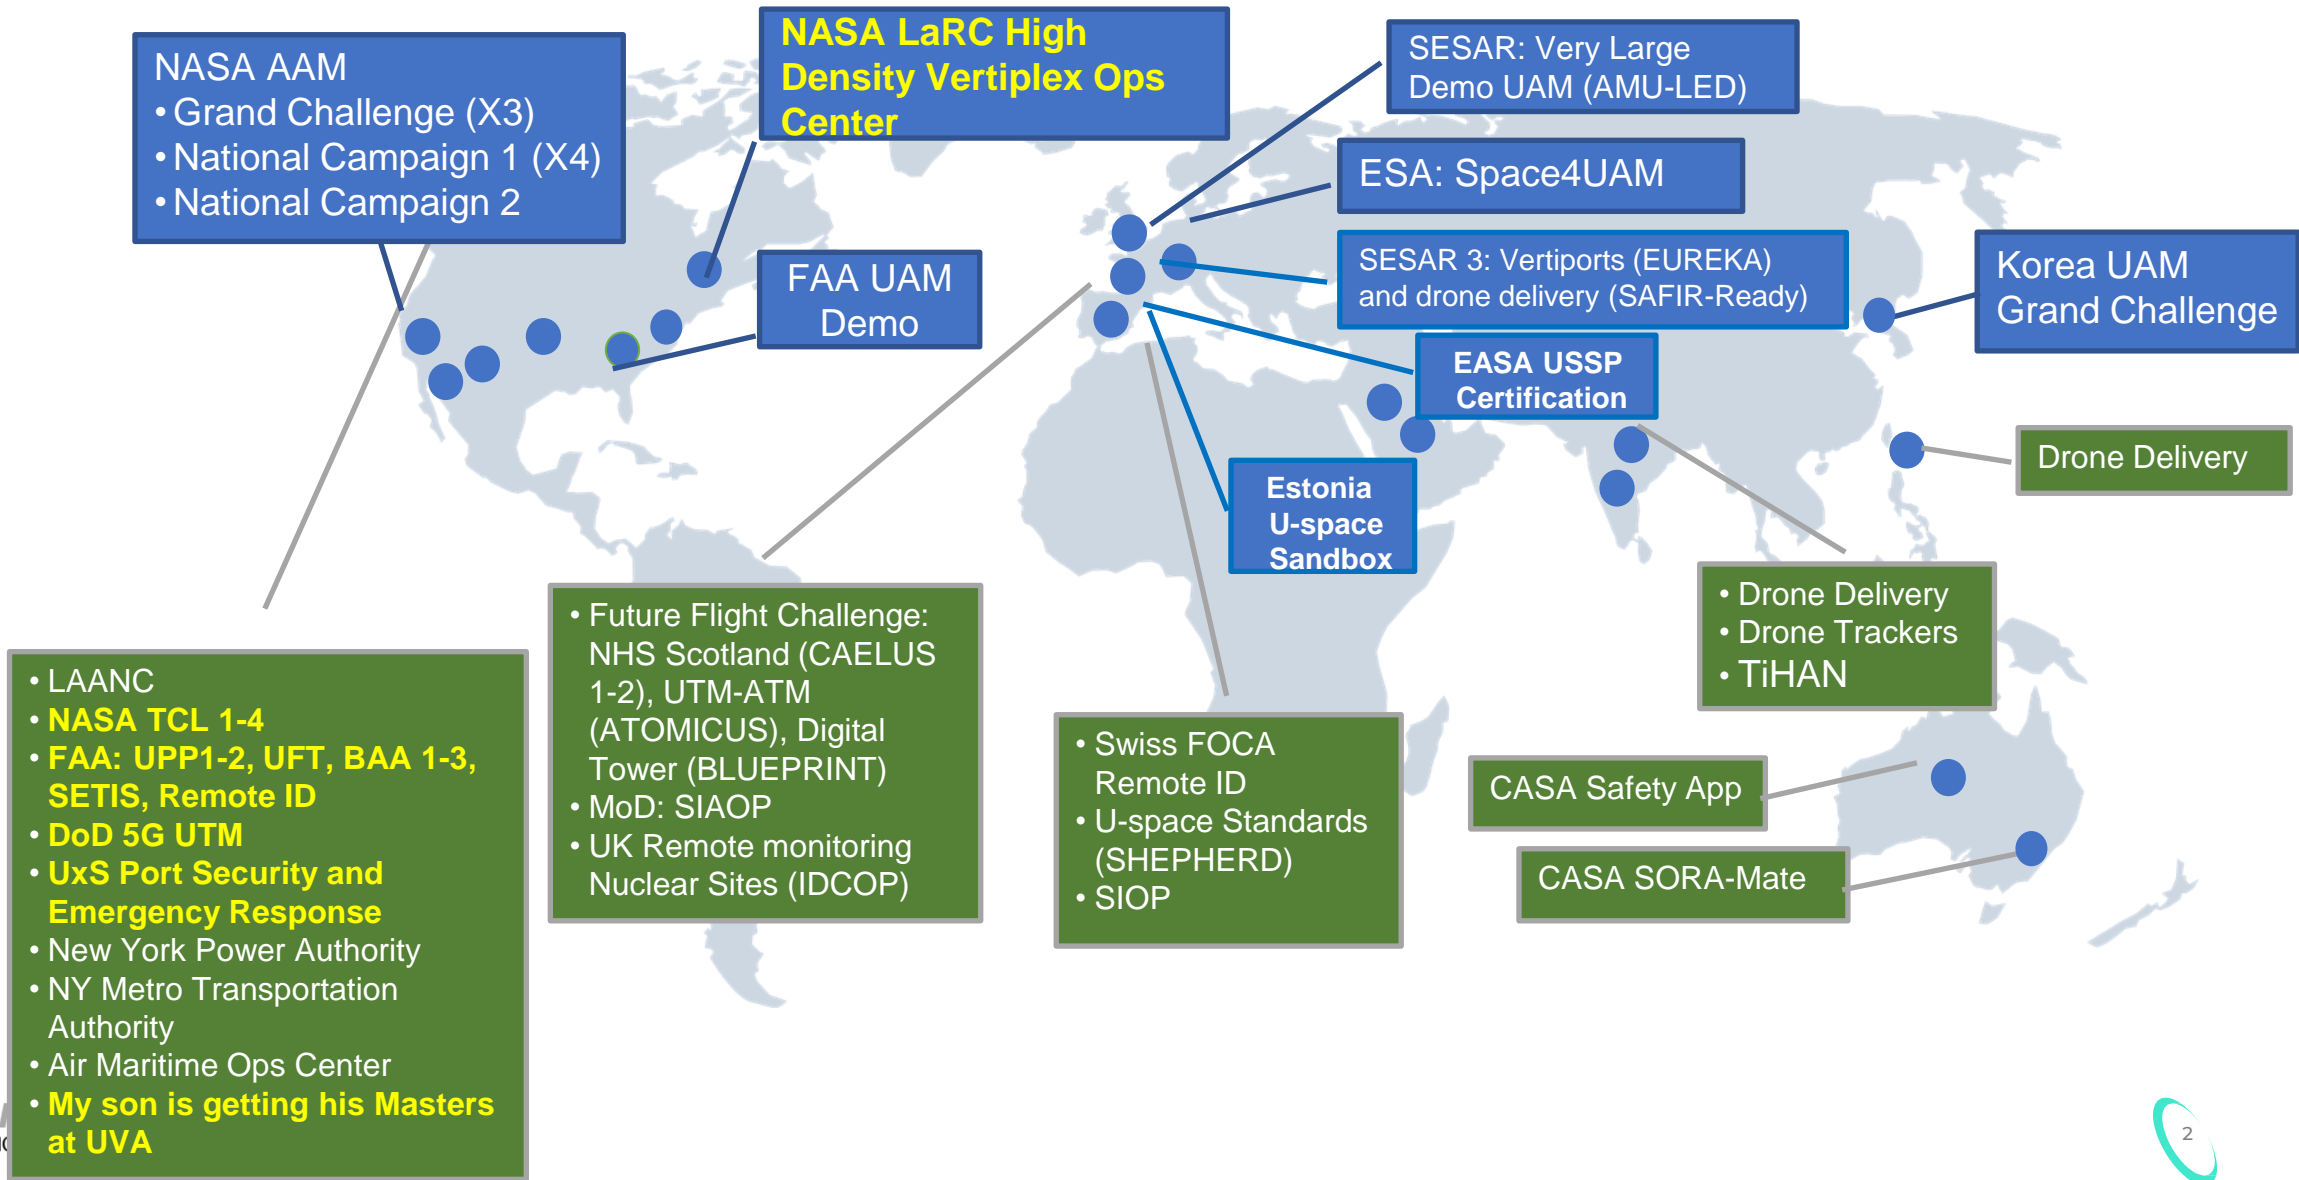 NASA AAM
• Grand Challenge (X3)
• National Campaign 1 (X4)
• National Campaign 2
NASA LaRC High
Density Vertiplex Ops
Center
SESAR: Very Large
Demo UAM (AMU-LED)
ESA: Space4UAM
FAA UAM
Demo
SESAR 3: Vertiports (EUREKA)
and drone delivery (SAFIR-Ready)
Korea UAM
Grand Challenge
EASA USSP
Certification
Estonia
U-space
Sandbox
Drone Delivery
• LAANC
• NASA TCL 1-4
• FAA: UPP1-2, UFT, BAA 1-3,
SETIS, Remote ID
• DoD 5G UTM
• UxS Port Security and
Emergency Response
• New York Power Authority
• NY Metro Transportation
Authority
• Air Maritime Ops Center
• My son is getting his Masters
at UVA
• Future Flight Challenge:
NHS Scotland (CAELUS
1-2), UTM-ATM
(ATOMICUS), Digital
Tower (BLUEPRINT)
• MoD: SIAOP
• UK Remote monitoring
Nuclear Sites (IDCOP)
• Swiss FOCA
Remote ID
• U-space Standards
(SHEPHERD)
• SIOP
• Drone Delivery
• Drone Trackers
• TiHAN
CASA Safety App
CASA SORA-Mate
2